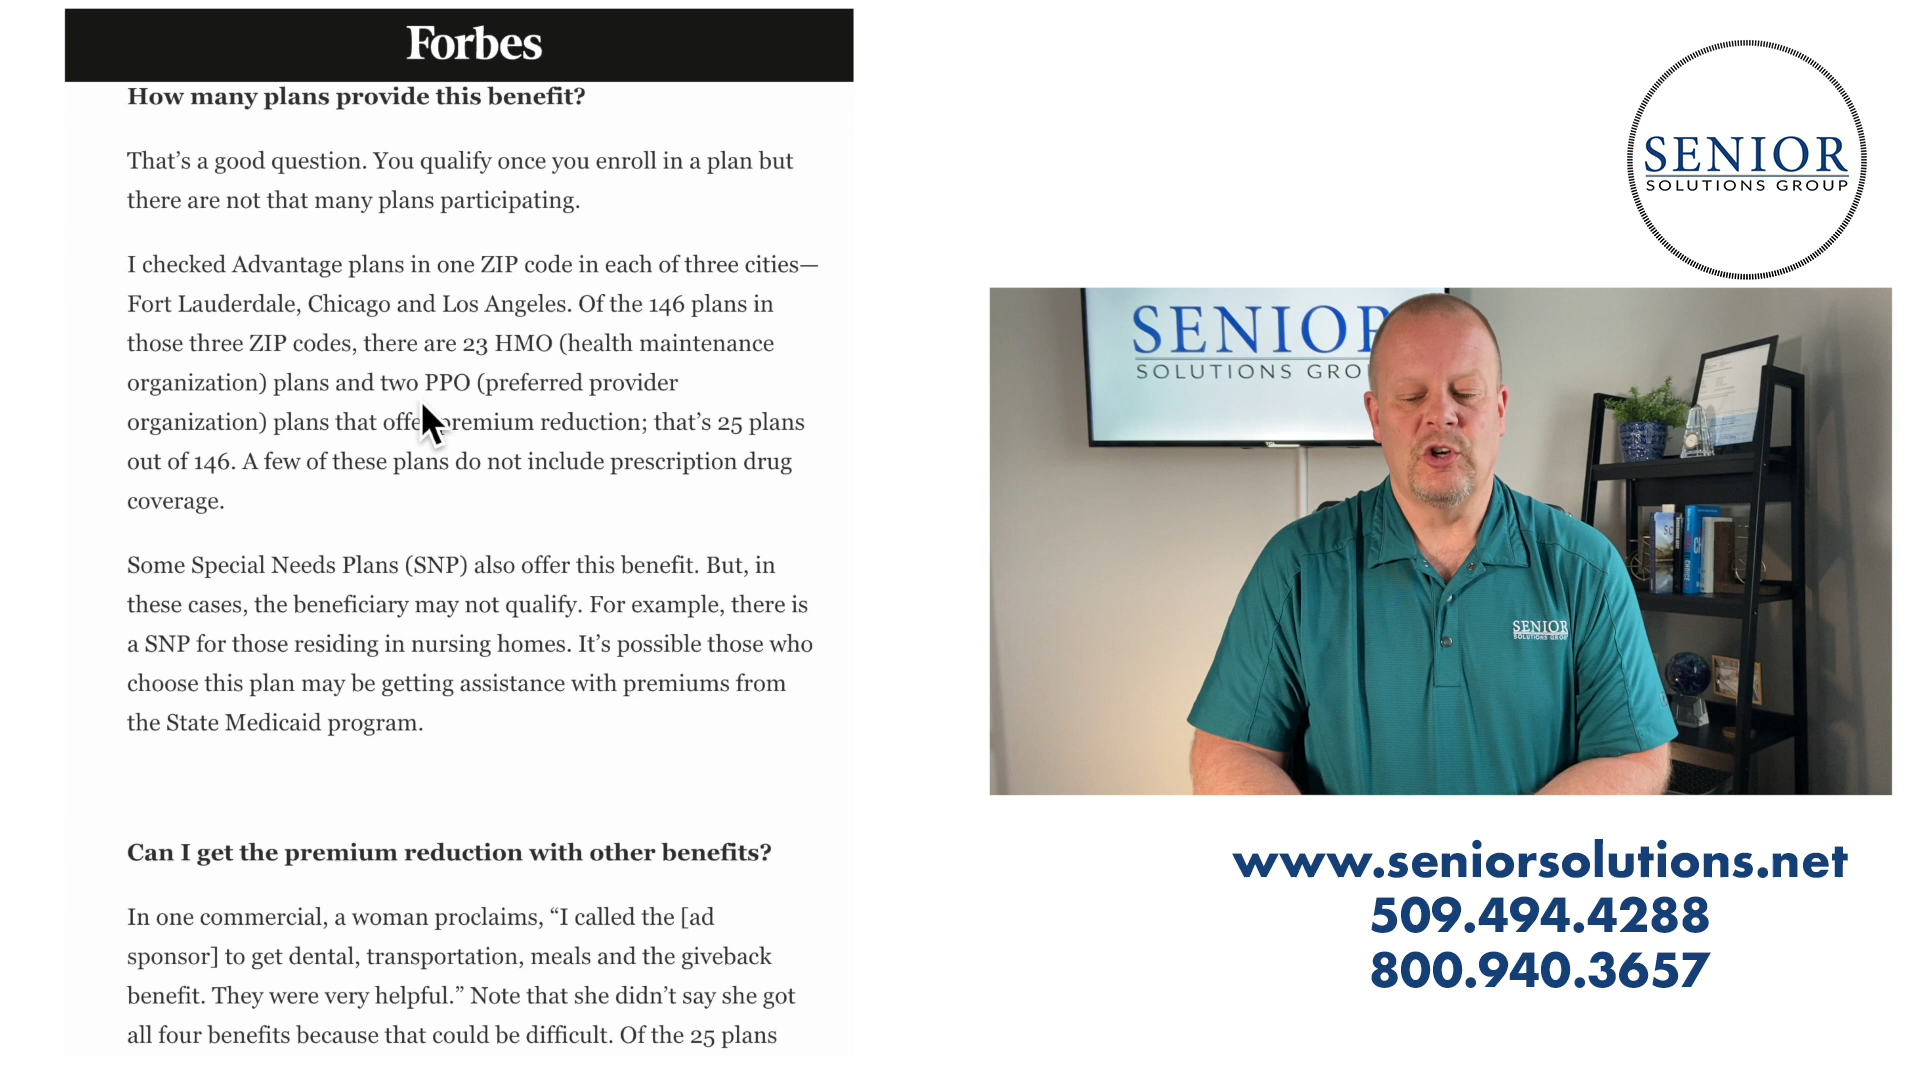 Forbes
How many plans provide this benefit?
That’s a good question. You qualify once you enroll in a plan but
there are not that many plans participating.
I checked Advantage plans in one ZIP code in each of three cities—
Fort Lauderdale, Chicago and Los Angeles. Of the 146 plans in
those three ZIP codes, there are 23 HMO (health maintenance
organization) plans and two PPO (preferred provider
organization) plans that offe premium reduction; that’s 25 plans
out of 146. A few of these plans do not include prescription drug
coverage.
Some Special Needs Plans (SNP) also offer this benefit. But, in
these cases, the beneficiary may not qualify. For example, there is
a SNP for those residing in nursing homes. It’s possible those who
choose this plan may be getting assistance with premiums from
the State Medicaid program.
Can I get the premium reduction with other benefits?
In one commercial, a woman proclaims, “I called the [ad
sponsor] to get dental, transportation, meals and the giveback
benefit. They were very helpful.” Note that she didn’t say she got
all four benefits because that could be difficult. Of the 25 plans
SENIOR
SOLUTIONS GROUP
SENIOR
SOLUTIONS GRO
SENIOR
SOLUTIONS GROUP
www.seniorsolutions.net
509.494.4288
800.940.3657